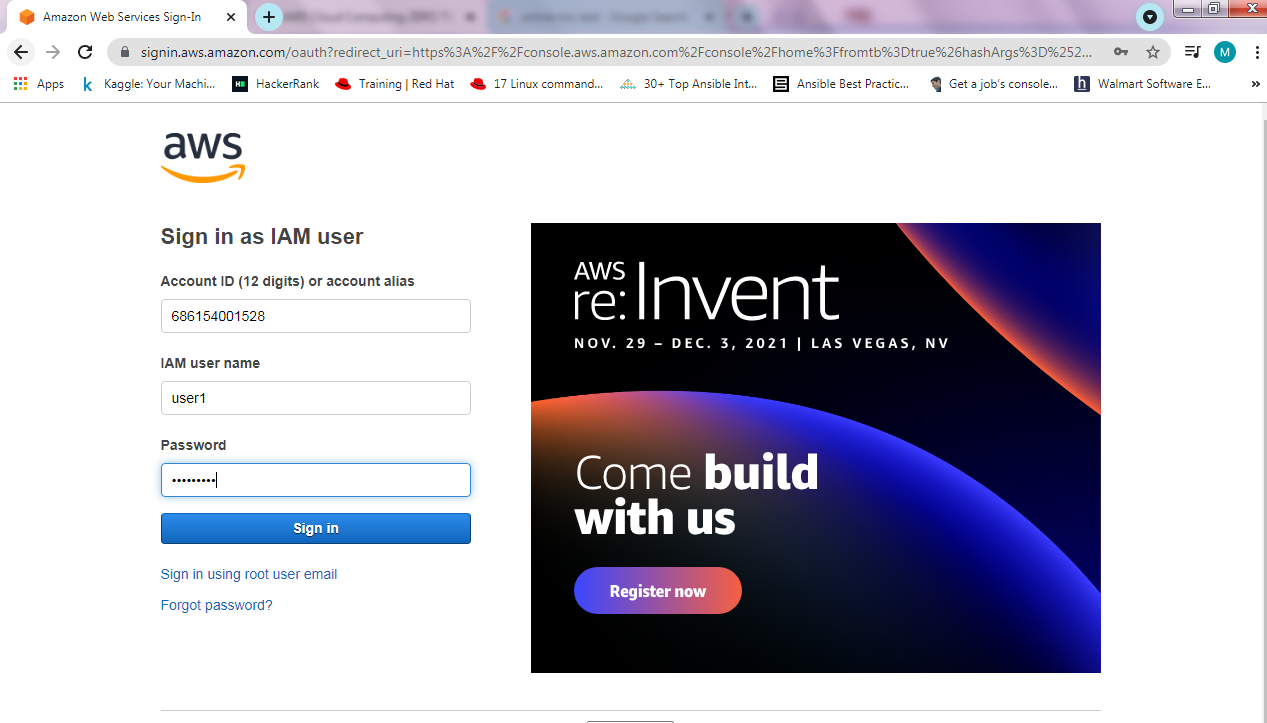 Amazon Web Services Sign-In
signin.aws.amazon.com/oauth?redirect_uri=https%3A%2F%2Fconsole.aws.amazon.com%2Fconsole%2Fhome%3Ffromtb%3Dtrue%26hashArgs%3D%252...
M
Apps
k
Kaggle: Your Machi...
HackerRank
Training | Red Hat
17 Linux command...
30+ Top Ansible Int...
Ansible Best Practic...
Get a job's console...
h
Walmart Software E...
aws
Sign in as IAM user
Account ID (12 digits) or account alias
686154001528
IAM user name
user1
Password
•••••••••
Sign in
Sign in using root user email
Forgot password?
AWS
re:Invent
NOV. 29 – DEC. 3, 2021 | LAS VEGAS, NV
Come build
with us
Register now